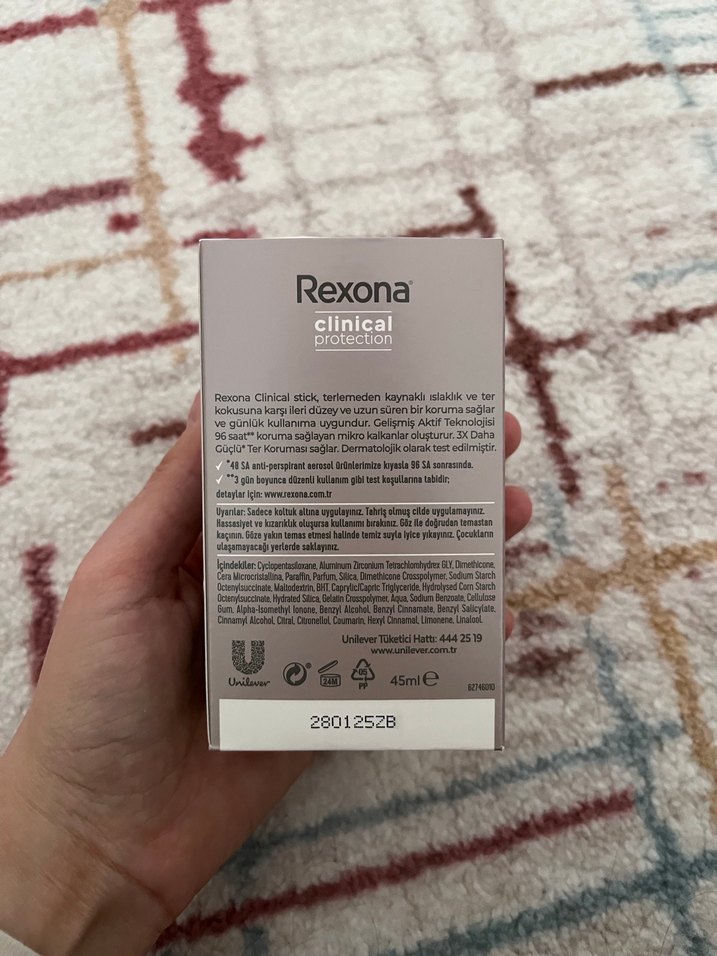 Rexona®
clinical
protection
Rexona Clinical stick, terlemeden kaynaklı ıslaklık ve ter
kokusuna karşı ileri düzey ve uzun süren bir koruma sağlar
ve günlük kullanıma uygundur. Gelişmiş Aktif Teknolojisi
96 saat** koruma sağlayan mikro kalkanlar oluşturur. 3X Daha
Güçlü* Ter Koruması sağlar. Dermatolojik olarak test edilmiştir.
✓ *48 SA anti-perspirant aerosol ürünlerimize kıyasla 96 SA sonrasında.
✓ **3 gün boyunca düzenli kullanım gibi test koşullarına tabidir;
detaylar için: www.rexona.com.tr
Uyarılar: Sadece koltuk altına uygulayınız. Tahriş olmuş cilde uygulamayınız.
Hassasiyet ve kızarıklık oluşursa kullanımı bırakınız. Göz ile doğrudan temastan
kaçının. Göze yakın temas etmesi halinde temiz suyla iyice yıkayınız. Çocukların
ulaşamayacağı yerlerde saklayınız.
İçindekiler: Cyclopentasiloxane, Aluminum Zirconium Tetrachlorohydrex GLY, Dimethicone,
Cera Microcristallina, Paraffin, Parfum, Silica, Dimethicone Crosspolymer, Sodium Starch
Octenylsuccinate, Maltodextrin, BHT, Caprylic/Capric Triglyceride, Hydrolysed Corn Starch
Octenylsuccinate, Hydrated Silica, Gelatin Crosspolymer, Aqua, Sodium Benzoate, Cellulose
Gum, Alpha-Isomethyl Ionone, Benzyl Alcohol, Benzyl Cinnamate, Benzyl Salicylate,
Cinnamyl Alcohol, Citral, Citronellol, Coumarin, Hexyl Cinnamal, Limonene, Linalool.
Unilever Tüketici Hattı: 444 25 19
www.unilever.com.tr
Unilever
24M
05
PP
45ml e
62746010
280125ZB